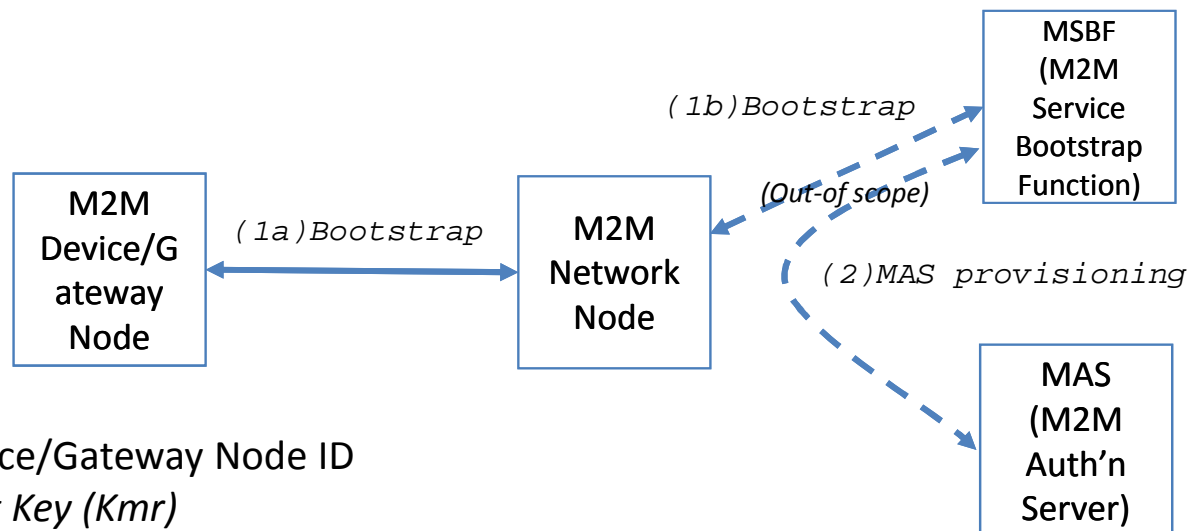 MSBF
(M2M
Service
Bootstrap
Function)
(1b)Bootstrap
(Out-of scope)
M2M
Device/G
ateway
Node
(1a)Bootstrap
M2M
Network
Node
(2)MAS provisioning
MAS
(M2M
Auth’n
Server)
ce/Gateway Node ID
Key (Kmr)